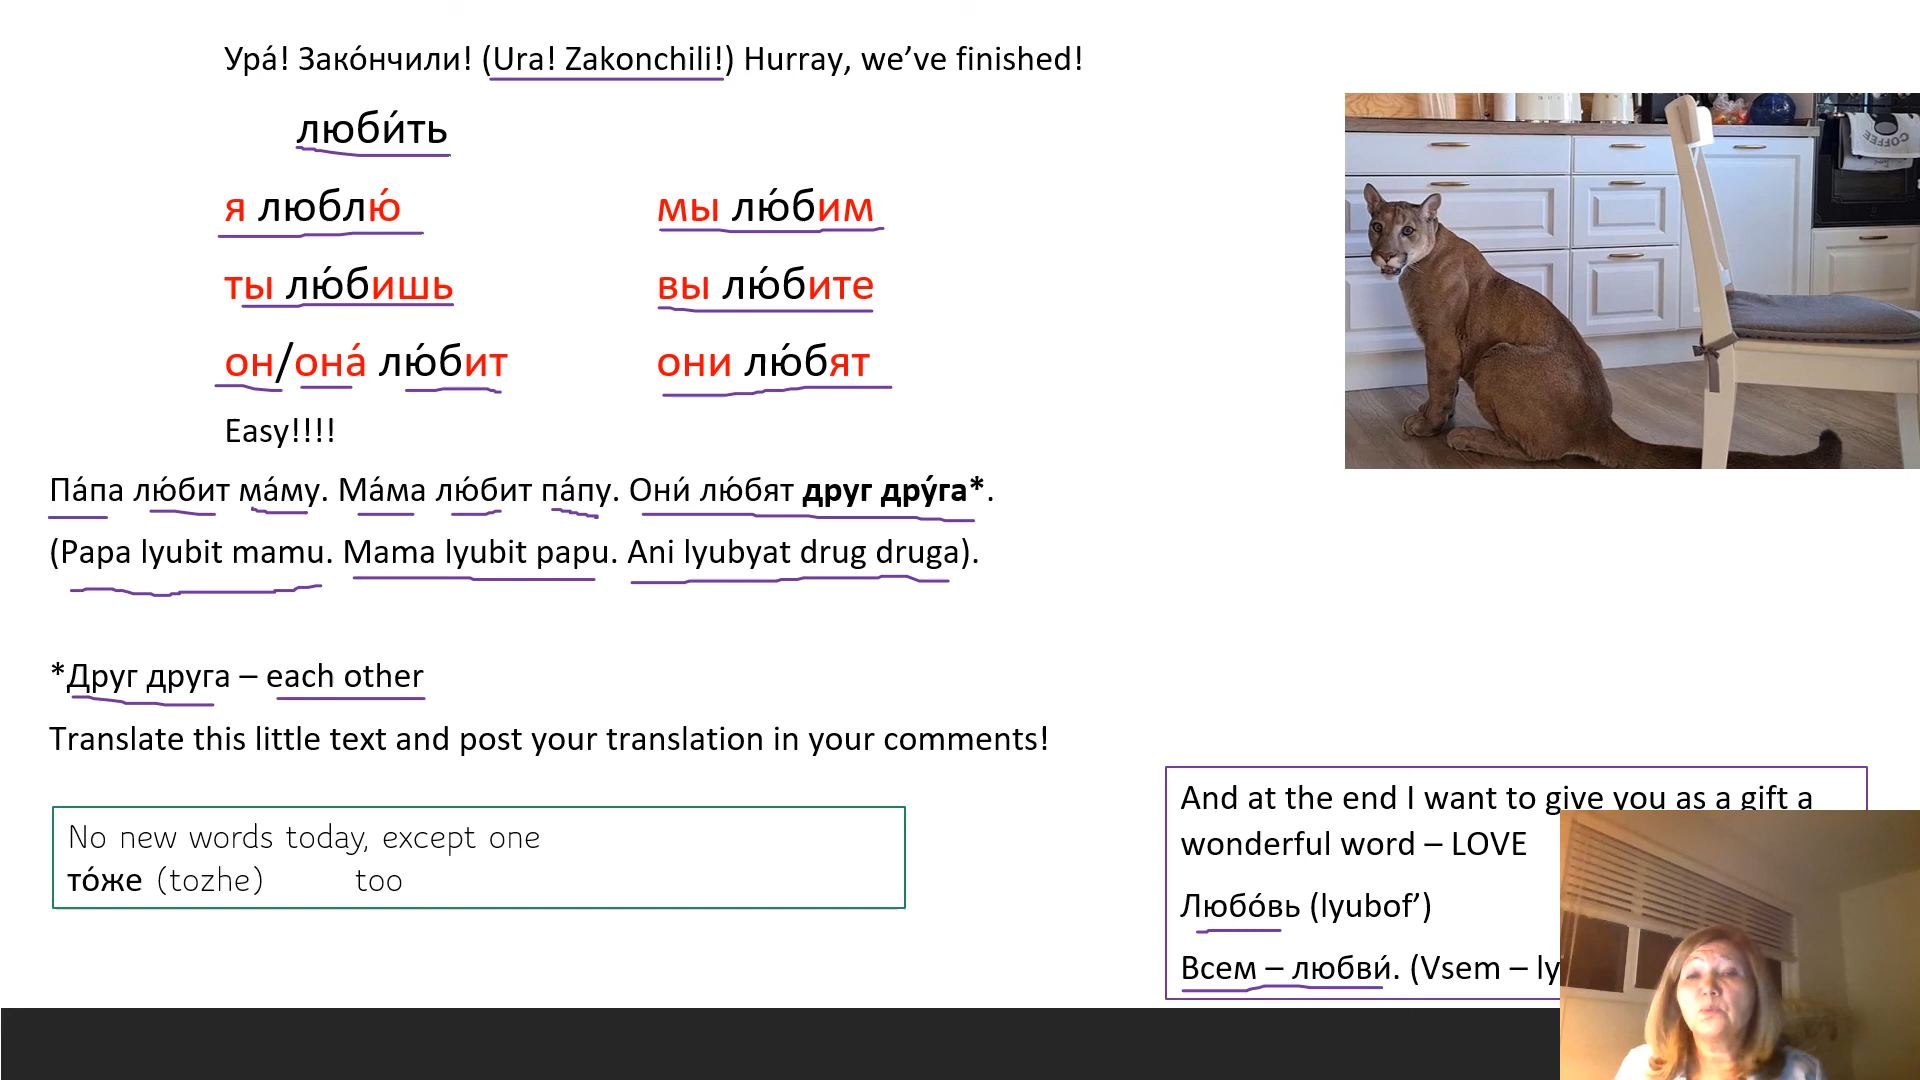 Ура́! Зако́нчили! (Ura! Zakonchili!) Hurray, we’ve finished!
люби́ть
я люблю́
мы лю́бим
ты лю́бишь
вы лю́бите
он/она́ лю́бит
они лю́бят
Easy!!!!
Па́па лю́бит ма́му. Ма́ма лю́бит па́пу. Они́ лю́бят друг дру́га*.
(Papa lyubit mamu. Mama lyubit papu. Ani lyubyat drug druga).
*Друг друга – each other
Translate this little text and post your translation in your comments!
No new words today, except one
то́же (tozhe) too
And at the end I want to give you as a gift a
wonderful word – LOVE
Любо́вь (lyubof’)
Всем – любви́. (Vsem – ly
COFFEE